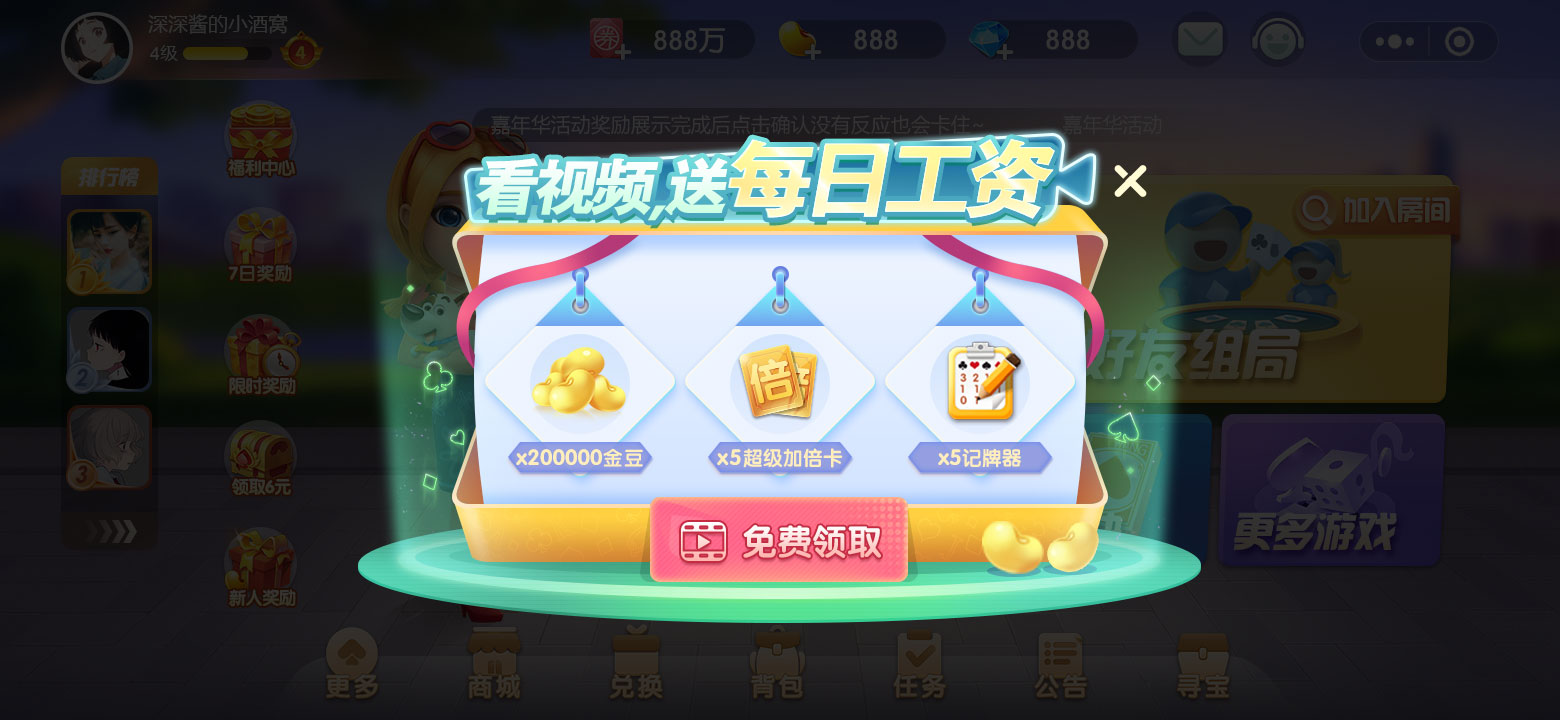 深深酱的小酒窝
4级
4
券
888万
888
888
嘉年华活动奖励展示完成后点击确认没有反应也会卡住~
嘉年华活动
看视频,送每日工资
排行榜
1
2
3
福利中心
7日奖励
限时奖励
领取6元
新人奖励
加入房间
好友组局
更多游戏
倍
x200000金豆
x5超级加倍卡
x5记牌器
免费领取
更多
商城
兑换
背包
任务
公告
寻宝